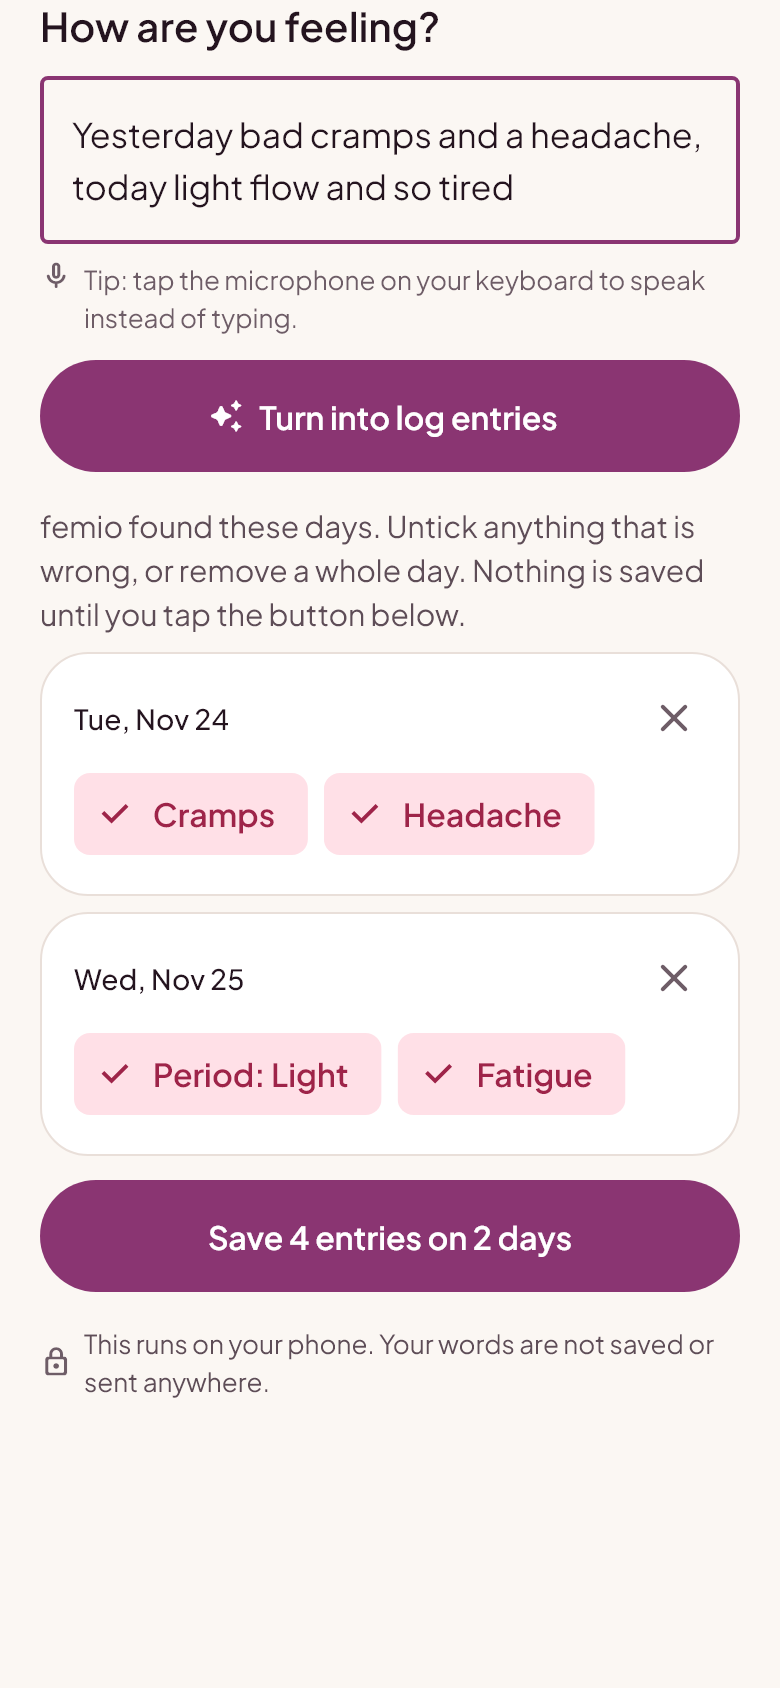 How are you feeling?
Yesterday bad cramps and a headache,
today light flow and so tired
Tip: tap the microphone on your keyboard to speak
instead of typing.
Turn into log entries
femio found these days. Untick anything that is
wrong, or remove a whole day. Nothing is saved
until you tap the button below.
Tue, Nov 24
Cramps Headache
Wed, Nov 25
Period: Light Fatigue
Save 4 entries on 2 days
This runs on your phone. Your words are not saved or
sent anywhere.